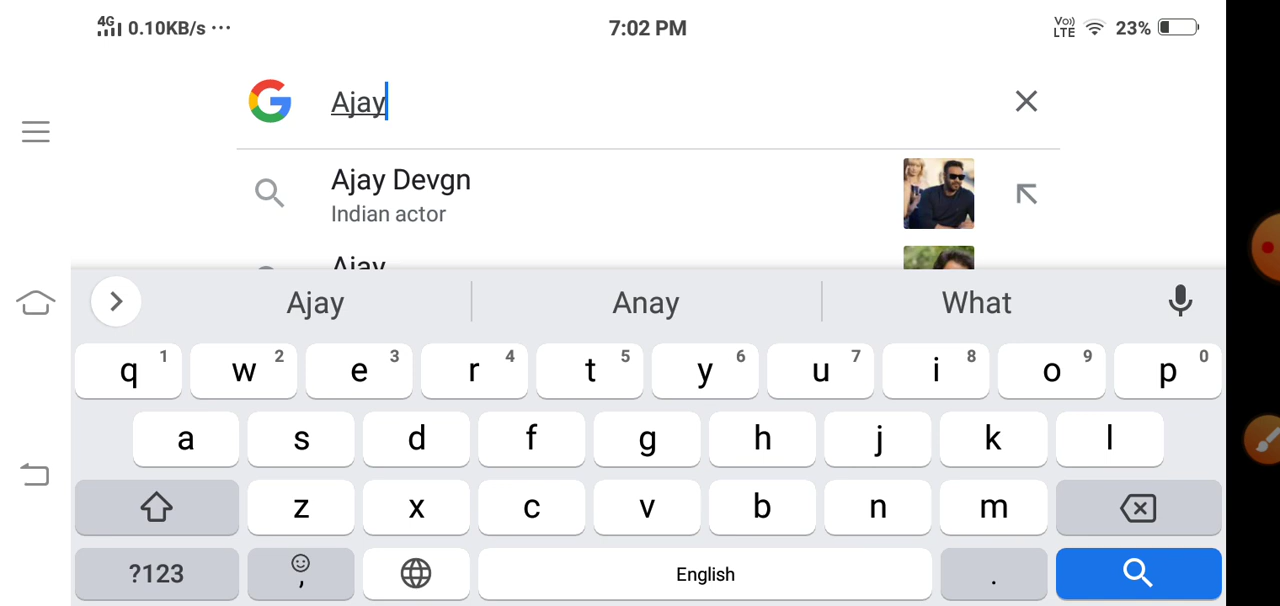 4G 0.10KB/s ... 7:02 PM Vo)) LTE 23%
Ajay
Ajay Devgn
Indian actor
Ajay
Ajay Anay What
q 1 w 2 e 3 r 4 t 5 y 6 u 7 i 8 o 9 p 0
a s d f g h j k l
z x c v b n m
?123 , English .